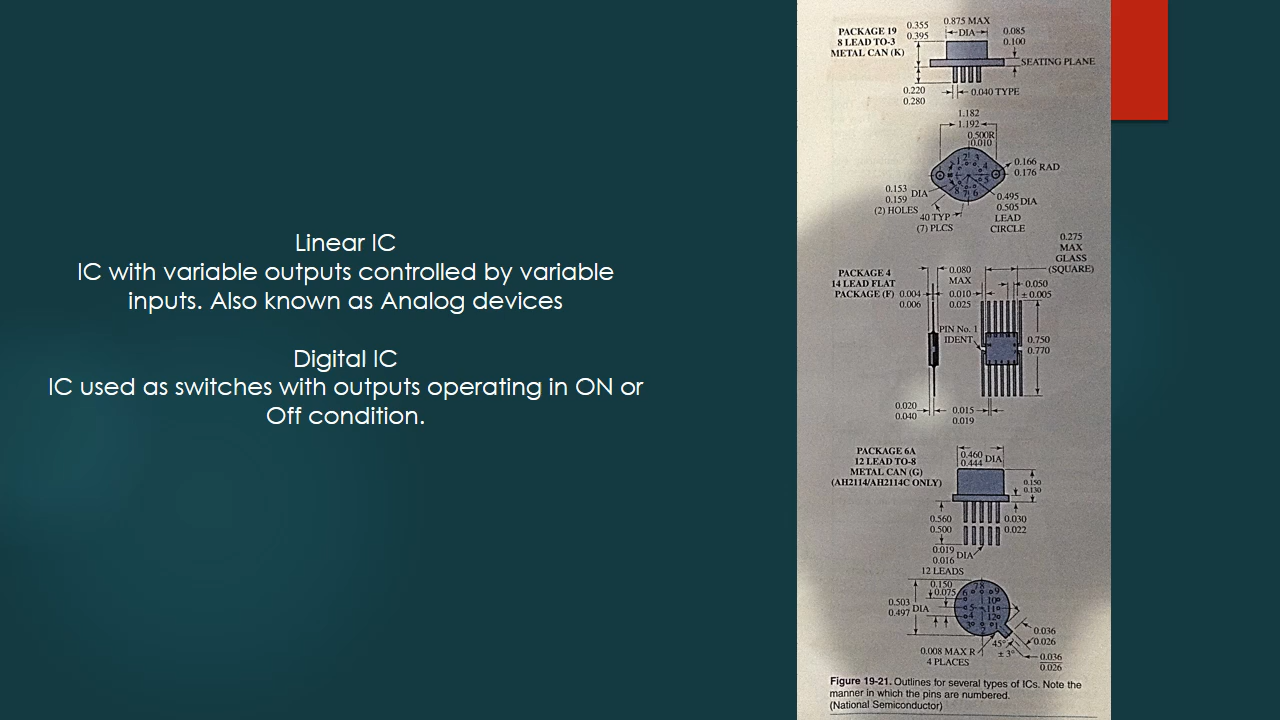 Linear IC
IC with variable outputs controlled by variable
inputs. Also known as Analog devices
Digital IC
IC used as switches with outputs operating in ON or
Off condition.
PACKAGE 19
8 LEAD TO-3
METAL CAN (K)
0.355
0.395
0.875 MAX
DIA
0.085
0.100
SEATING PLANE
0.220
0.280
0.040 TYPE
1.182
1.192
0.500R
0.010
0.166
0.176 RAD
0.153
0.159 DIA
(2) HOLES
40 TYP
(7) PLCS
0.495
0.505 DIA
LEAD
CIRCLE
0.275
MAX
GLASS
(SQUARE)
PACKAGE 4
14 LEAD FLAT
PACKAGE (F)
0.004
0.006
0.080
MAX
0.010
0.025
0.050
± 0.005
PIN No. 1
IDENT
0.750
0.770
0.020
0.040
0.015
0.019
PACKAGE 6A
12 LEAD TO-8
METAL CAN (G)
(AH2114/AH2114C ONLY)
0.460
0.444 DIA
0.150
0.130
0.560
0.500
0.030
0.022
0.019
0.016 DIA
12 LEADS
0.150
0.075
0.503
0.497 DIA
0.008 MAX R
4 PLACES
45°
± 3°
0.036
0.026
0.036
0.026
Figure 19-21. Outlines for several types of ICs. Note the
manner in which the pins are numbered.
(National Semiconductor)